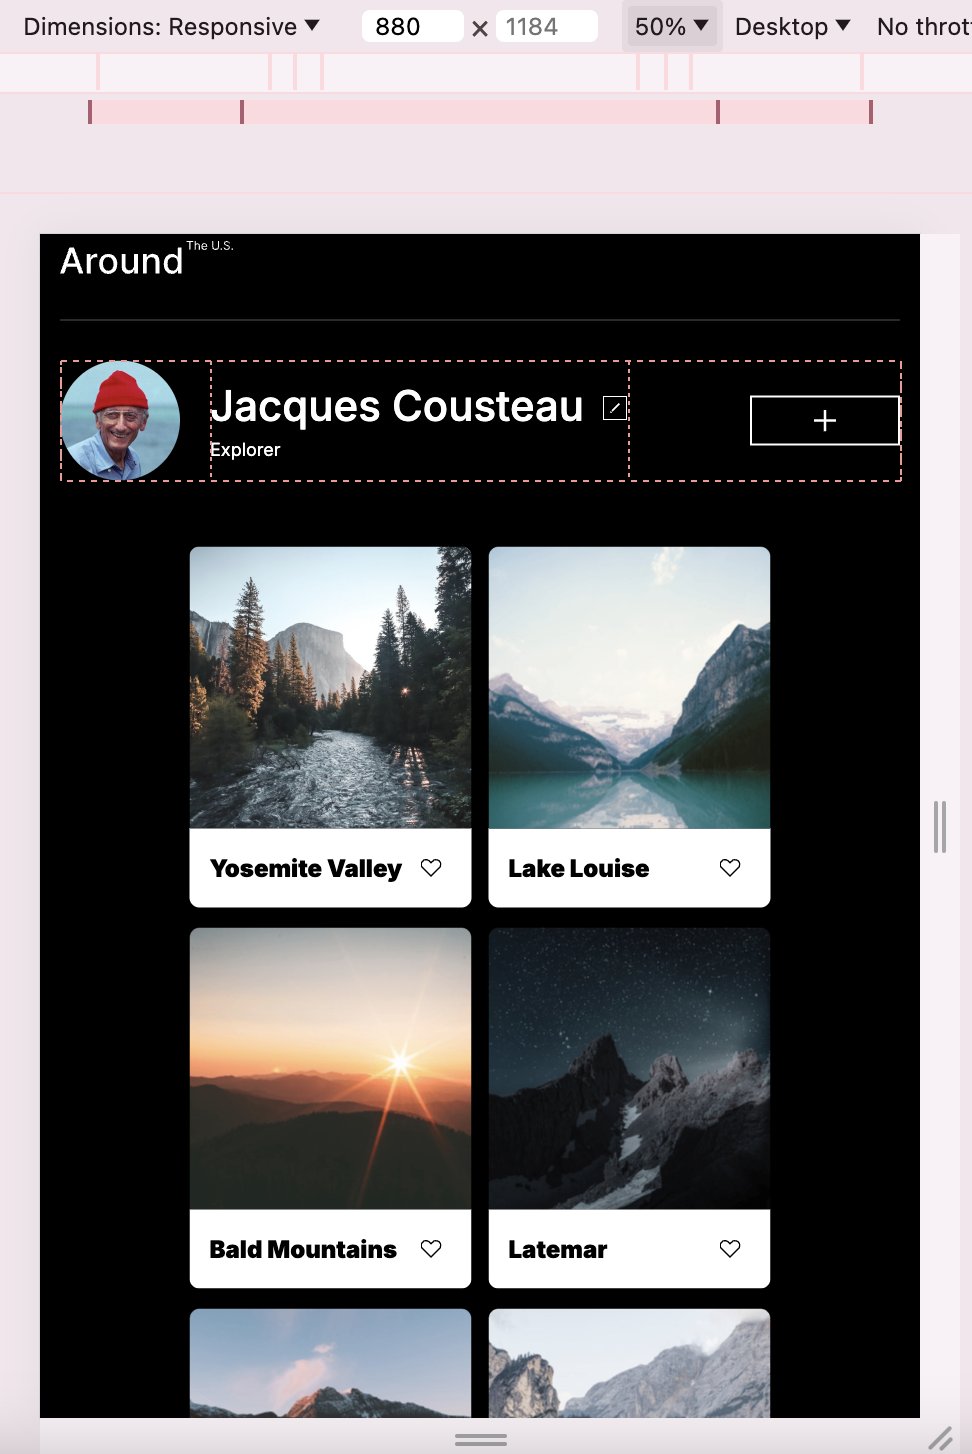 Dimensions: Responsive ▼ 880 × 1184 50% ▼ Desktop ▼ No thrott
Around The U.S.
Jacques Cousteau
Explorer
Yosemite Valley
Lake Louise
Bald Mountains
Latemar